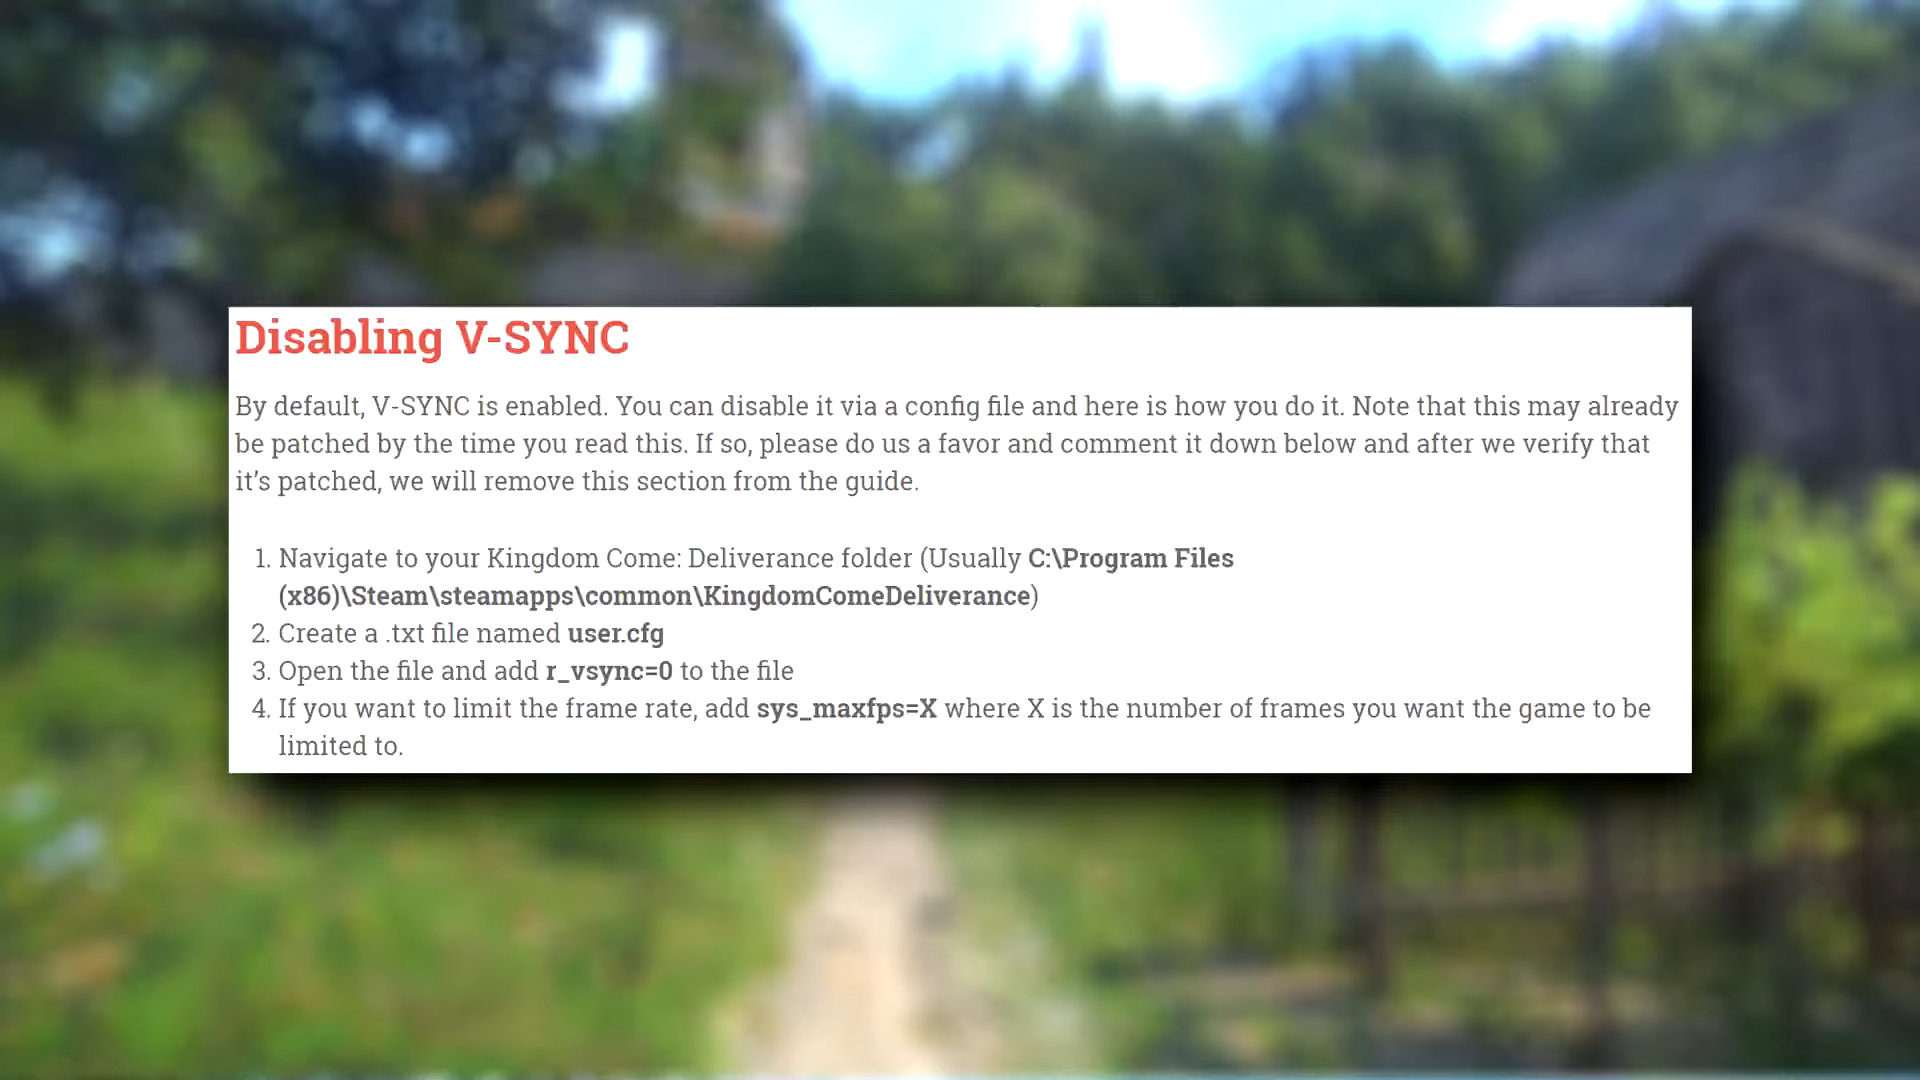 Disabling V-SYNC
By default, V-SYNC is enabled. You can disable it via a config file and here is how you do it. Note that this may already
be patched by the time you read this. If so, please do us a favor and comment it down below and after we verify that
it’s patched, we will remove this section from the guide.
1. Navigate to your Kingdom Come: Deliverance folder (Usually C:\Program Files
(x86)\Steam\steamapps\common\KingdomComeDeliverance)
2. Create a .txt file named user.cfg
3. Open the file and add r_vsync=0 to the file
4. If you want to limit the frame rate, add sys_maxfps=X where X is the number of frames you want the game to be
limited to.